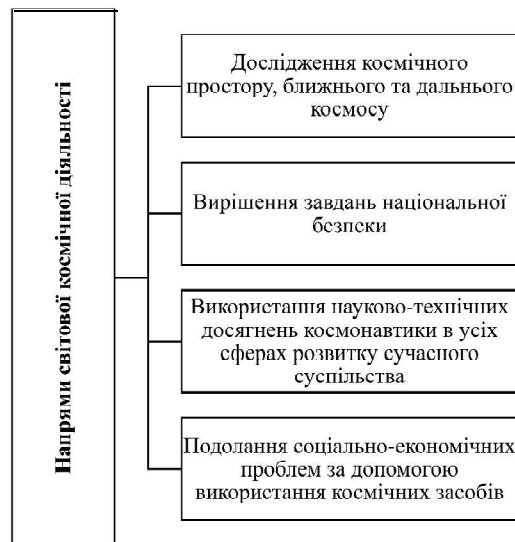 Напрями світової космічної діяльності
Дослідження космічного
простору, ближнього та дальнього
космосу
Вирішення завдань національної
безпеки
Використання науково-технічних
досягнень космонавтики в усіх
сферах розвитку сучасного
суспільства
Подолання соціально-економічних
проблем за допомогою
використання космічних засобів